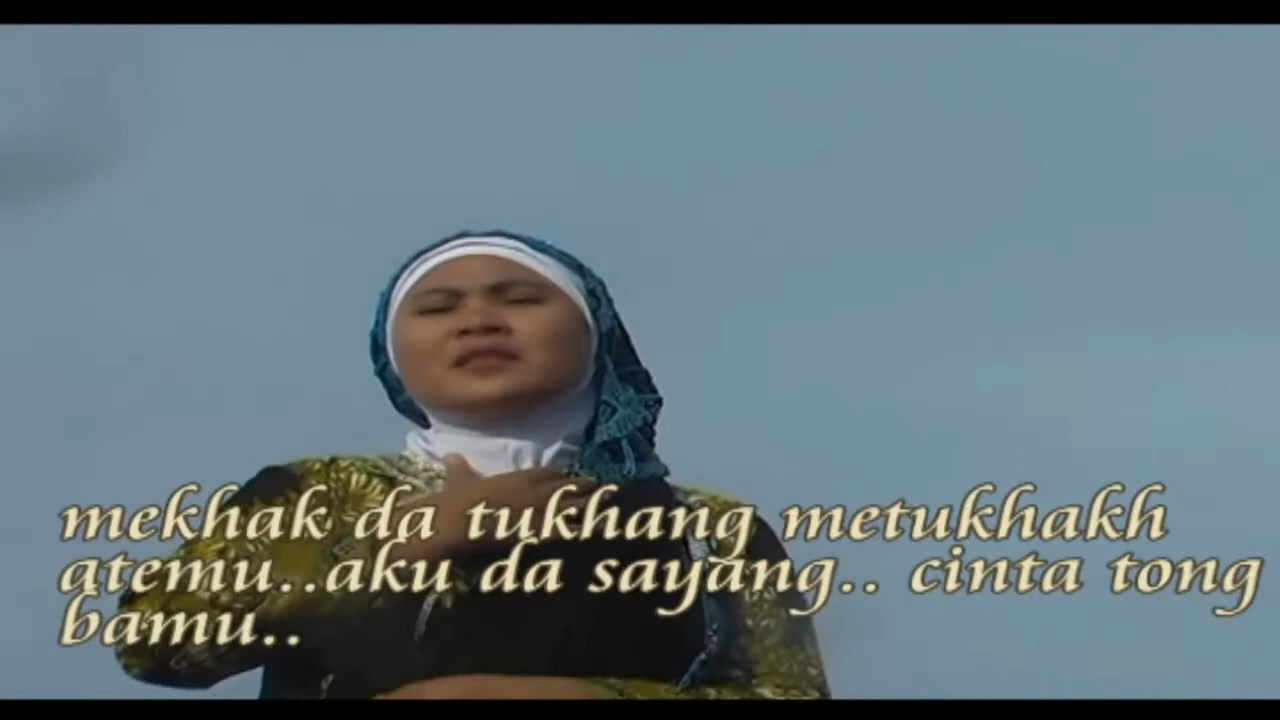 mekhak da tukhang metukhakh
atemu..aku da sayang.. cinta tong
bamu..